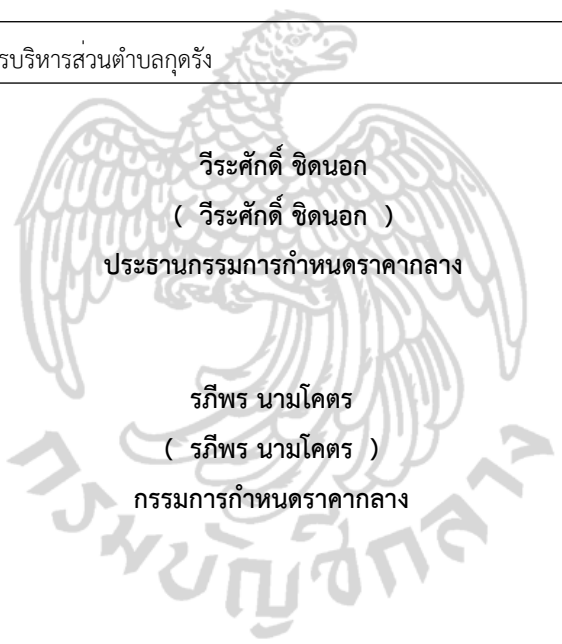 รบริหารส่วนตำบลกุดรัง
วีระศักดิ์ ชิดนอก
( วีระศักดิ์ ชิดนอก )
ประธานกรรมการกำหนดราคากลาง
รภีพร นามโคตร
( รภีพร นามโคตร )
กรรมการกำหนดราคากลาง
กรมบัญชีกลาง